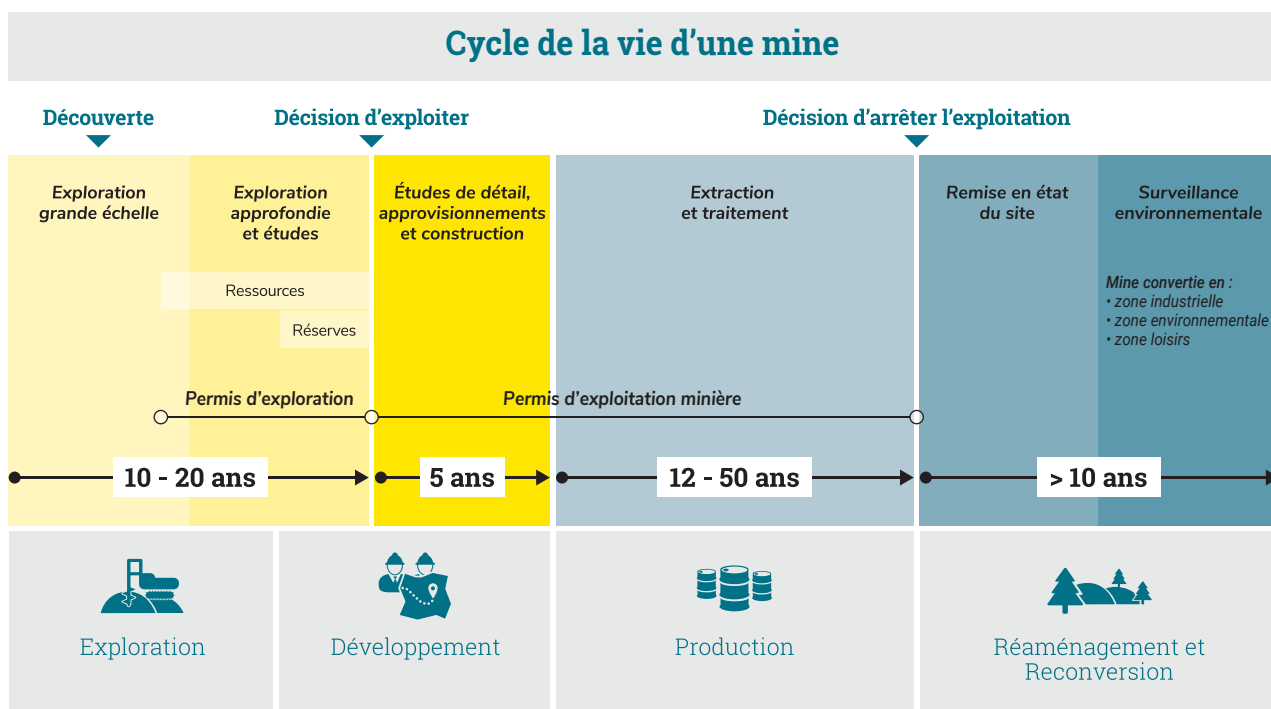 Cycle de la vie d’une mine
Découverte
Décision d’exploiter
Décision d’arrêter l’exploitation
Exploration
grande échelle
Exploration
approfondie
et études
Études de détail,
approvisionnements
et construction
Extraction
et traitement
Remise en état
du site
Surveillance
environnementale
Ressources
Réserves
Mine convertie en :
• zone industrielle
• zone environnementale
• zone loisirs
Permis d’exploration
Permis d’exploitation minière
10 - 20 ans
5 ans
12 - 50 ans
> 10 ans
Exploration
Développement
Production
Réaménagement et
Reconversion